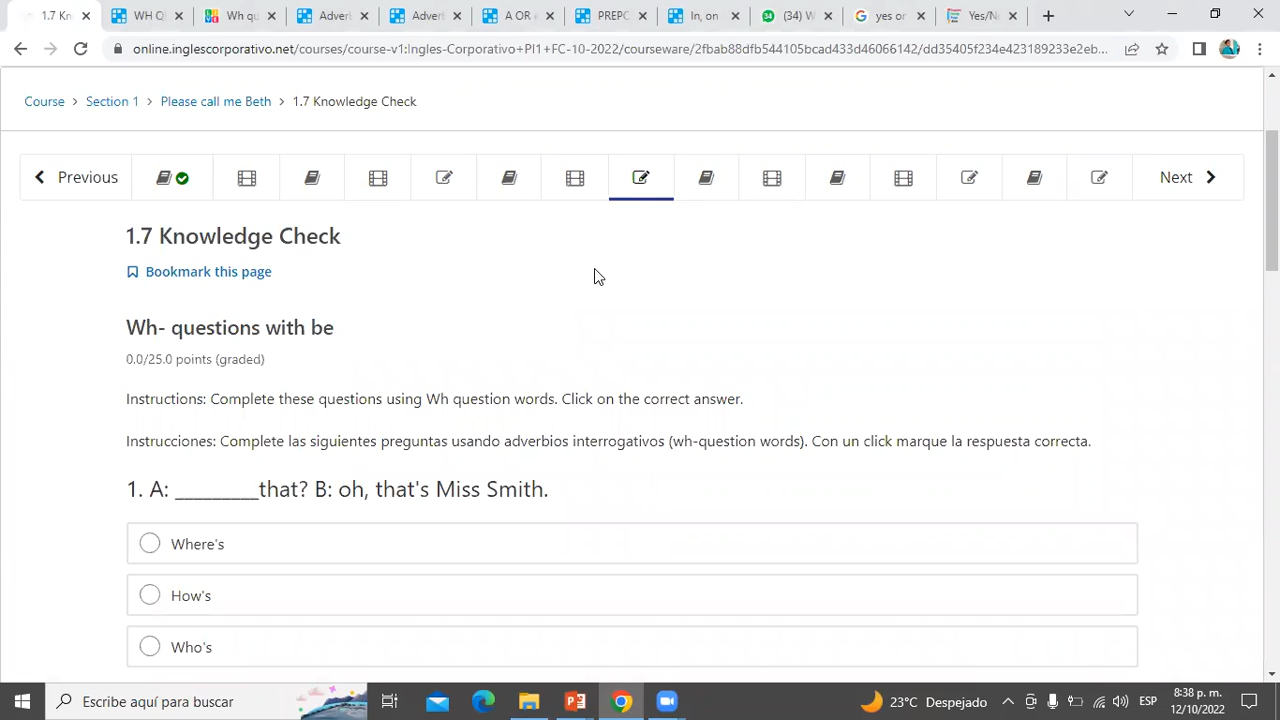 1.7 Kn
WH Q
Wh qu
Adverb
Advert
A OR
PREPO
In, on
(34) W
yes or
Yes/N
online.inglescorporativo.net/courses/course-v1:Ingles-Corporativo+PI1+FC-10-2022/courseware/2fbab88db544105bcad433d46066142/dd35405f234e423189233e2eb...
Course > Section 1 > Please call me Beth > 1.7 Knowledge Check
Previous
Next
1.7 Knowledge Check
Bookmark this page
Wh- questions with be
0.0/25.0 points (graded)
Instructions: Complete these questions using Wh question words. Click on the correct answer.
Instrucciones: Complete las siguientes preguntas usando adverbios interrogativos (wh-question words). Con un click marque la respuesta correcta.
1. A: _________that? B: oh, that's Miss Smith.
Where's
How's
Who's
Escribe aquí para buscar
23°C Despejado
ESP
8:38 p. m.
12/10/2022